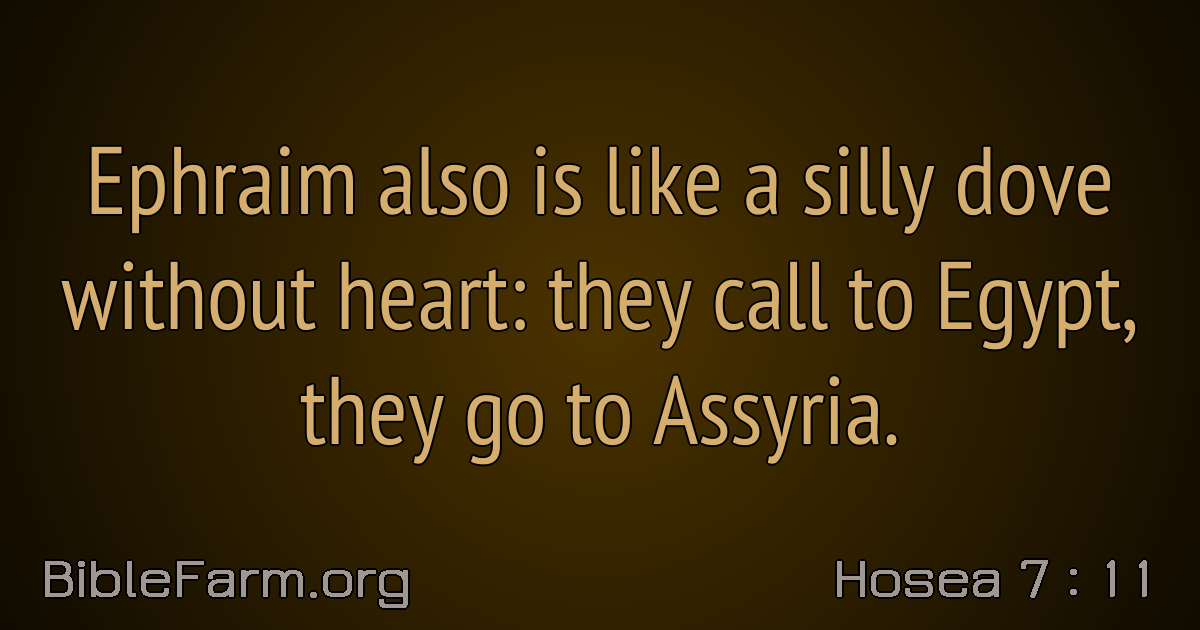 Ephraim also is like a silly dove
without heart: they call to Egypt,
they go to Assyria.
BibleFarm.org
Hosea 7 : 11